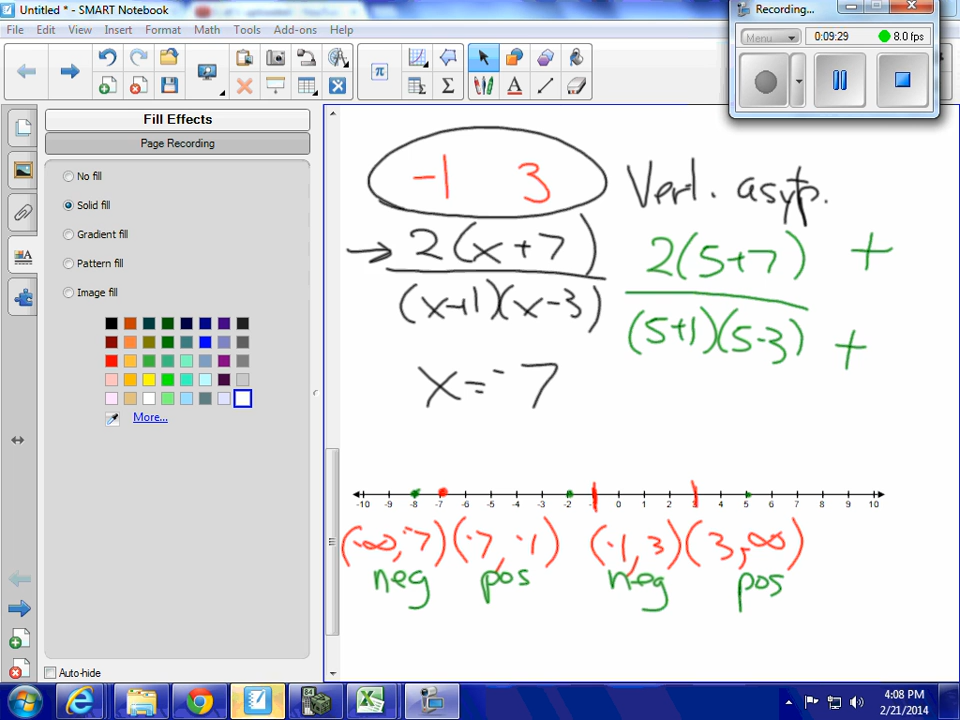 Untitled * - SMART Notebook
Recording...
File Edit View Insert Format Math Tools Add-ons Help
Menu 0:09:29 8.0 fps
π Σ A
Fill Effects
Page Recording
No fill
Solid fill
Gradient fill
Pattern fill
Image fill
More...
Auto-hide
-1 3 Vert. asytp.
→ 2(x+7) 2(5+7) +
(x+1)(x-3) (5+1)(5-3) +
x=-7
-10 -9 -8 -7 -6 -5 -4 -3 -2 -1 0 1 2 3 4 5 6 7 8 9 10
(-∞,-7) (-7,-1) (-1,3) (3,∞)
neg pos neg pos
4:08 PM
2/21/2014